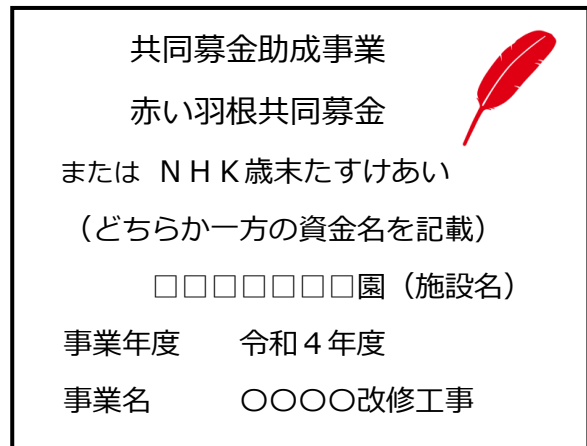 共同募金助成事業
赤い羽根共同募金
または ＮＨＫ歳末たすけあい
（どちらか一方の資金名を記載）
□□□□□□□園（施設名）
事業年度　　令和４年度
事業名　　　〇〇〇〇改修工事